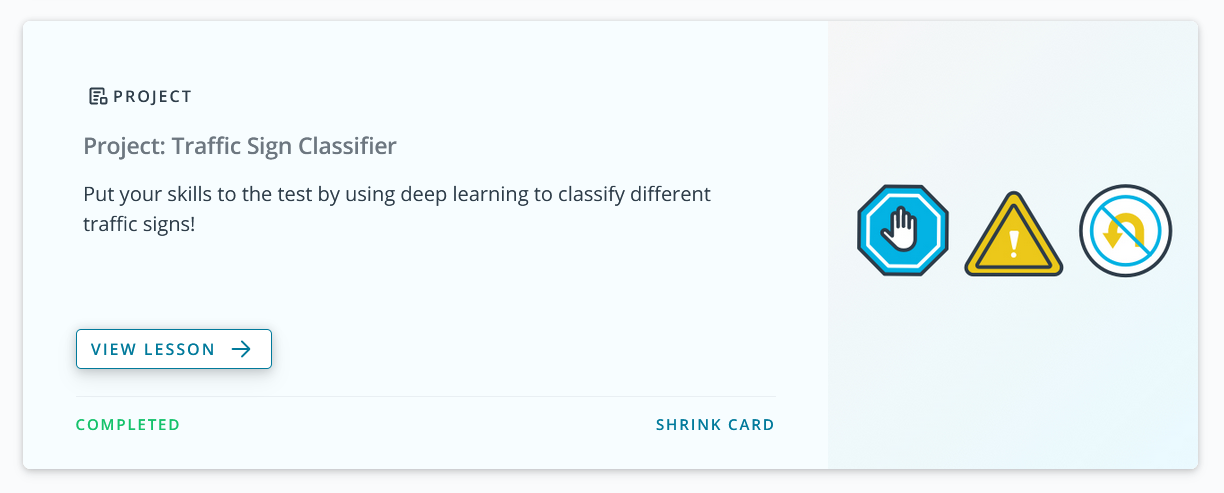 PROJECT
Project: Traffic Sign Classifier
Put your skills to the test by using deep learning to classify different
traffic signs!
VIEW LESSON
COMPLETED
SHRINK CARD
!